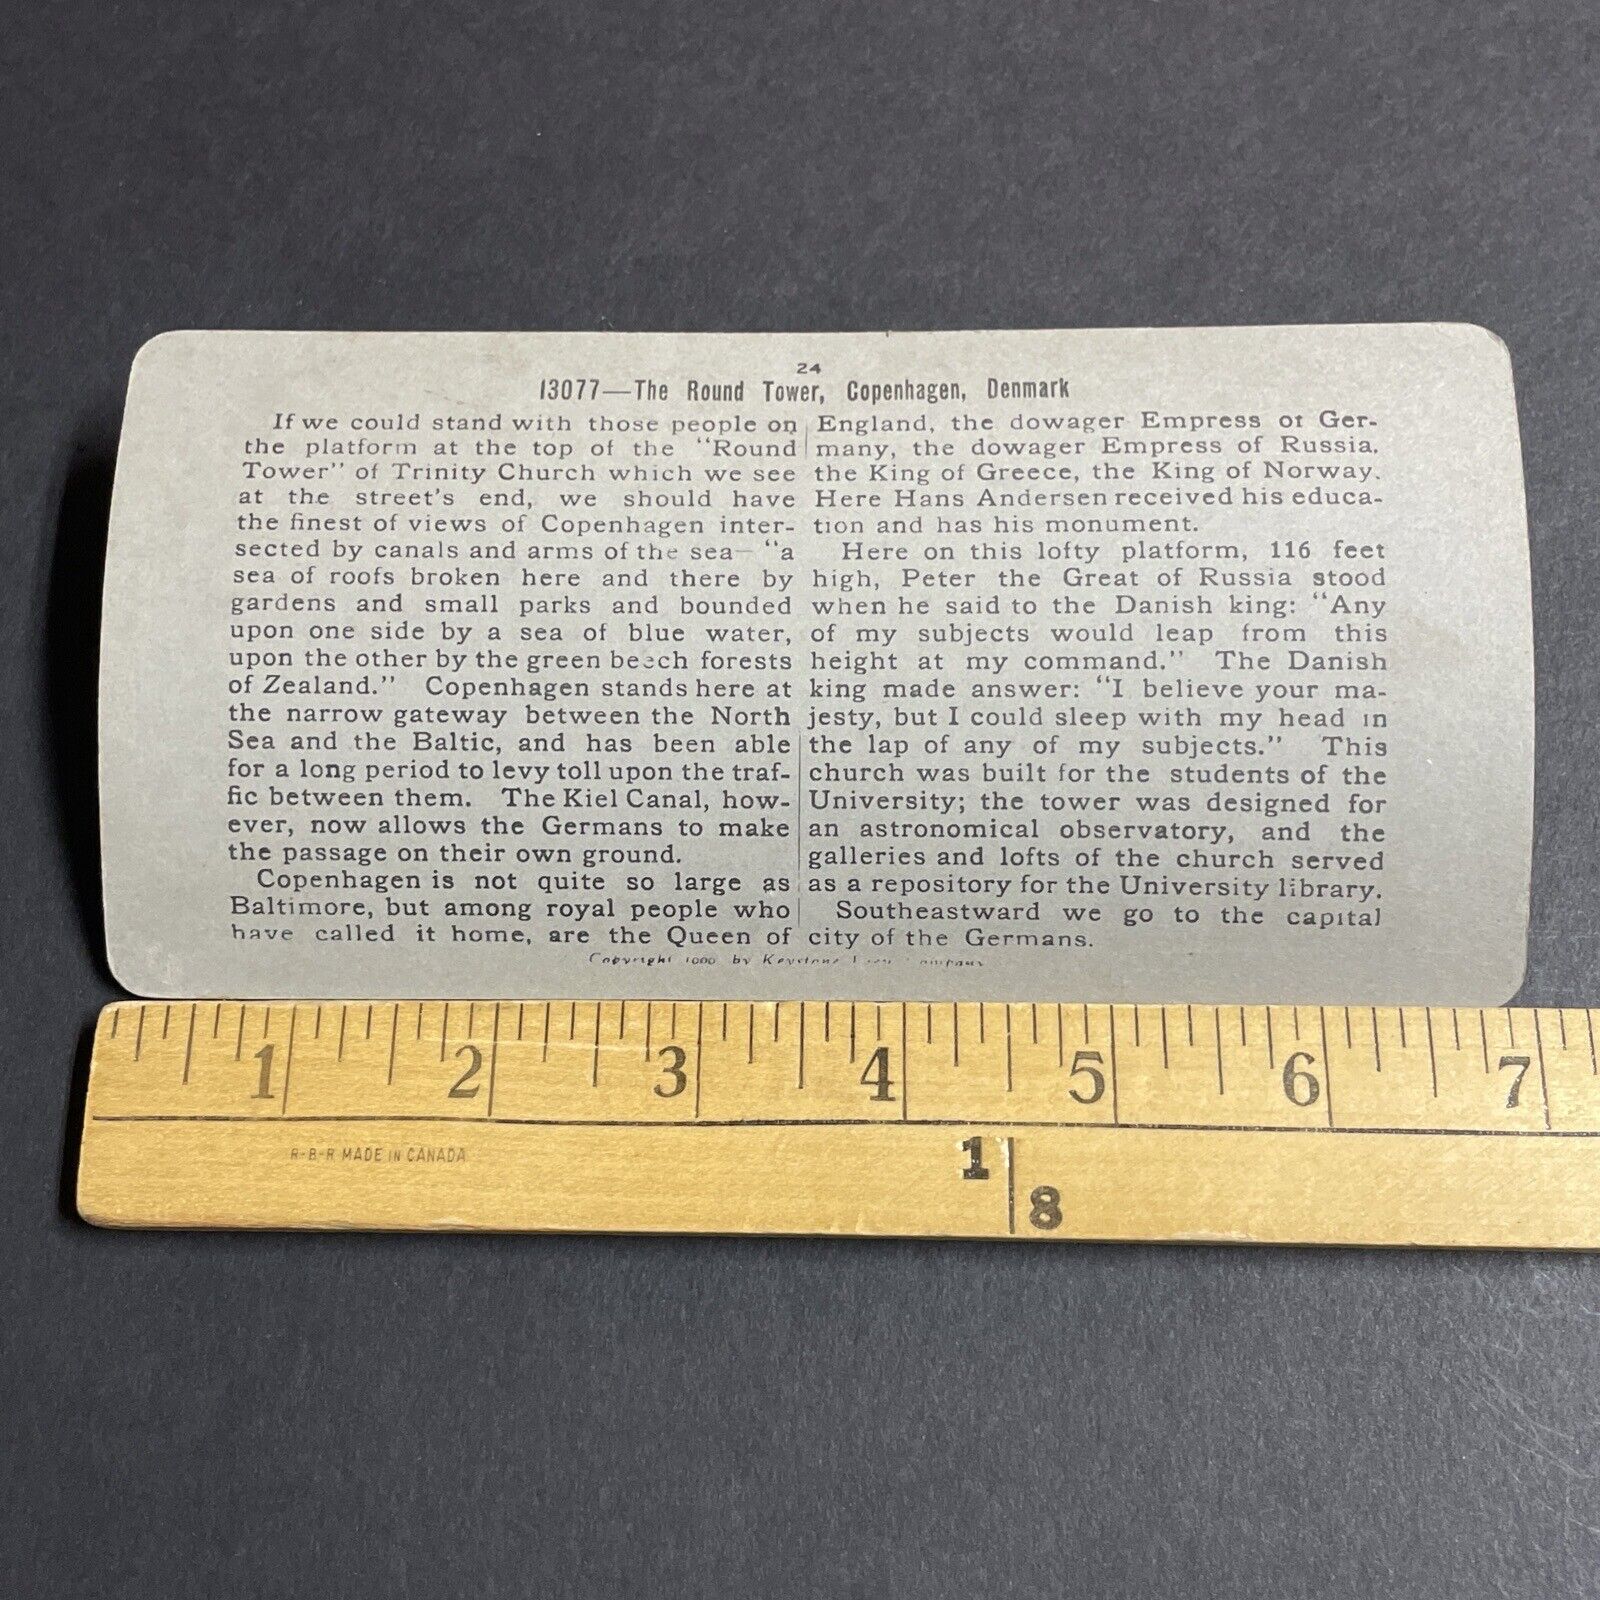 24
13077—The Round Tower, Copenhagen, Denmark
If we could stand with those people on
the platform at the top of the "Round
Tower" of Trinity Church which we see
at the street's end, we should have
the finest of views of Copenhagen inter-
sected by canals and arms of the sea—"a
sea of roofs broken here and there by
gardens and small parks and bounded
upon one side by a sea of blue water,
upon the other by the green beech forests
of Zealand." Copenhagen stands here at
the narrow gateway between the North
Sea and the Baltic, and has been able
for a long period to levy toll upon the traf-
fic between them. The Kiel Canal, how-
ever, now allows the Germans to make
the passage on their own ground.
Copenhagen is not quite so large as
Baltimore, but among royal people who
have called it home, are the Queen of
England, the dowager Empress of Ger-
many, the dowager Empress of Russia,
the King of Greece, the King of Norway.
Here Hans Andersen received his educa-
tion and has his monument.
Here on this lofty platform, 116 feet
high, Peter the Great of Russia stood
when he said to the Danish king: "Any
of my subjects would leap from this
height at my command." The Danish
king made answer: "I believe your ma-
jesty, but I could sleep with my head in
the lap of any of my subjects." This
church was built for the students of the
University; the tower was designed for
an astronomical observatory, and the
galleries and lofts of the church served
as a repository for the University library.
Southeastward we go to the capital
city of the Germans.
Copyright by Keystone View Company
1 2 3 4 5 6 7
R-B-R MADE IN CANADA
1
8